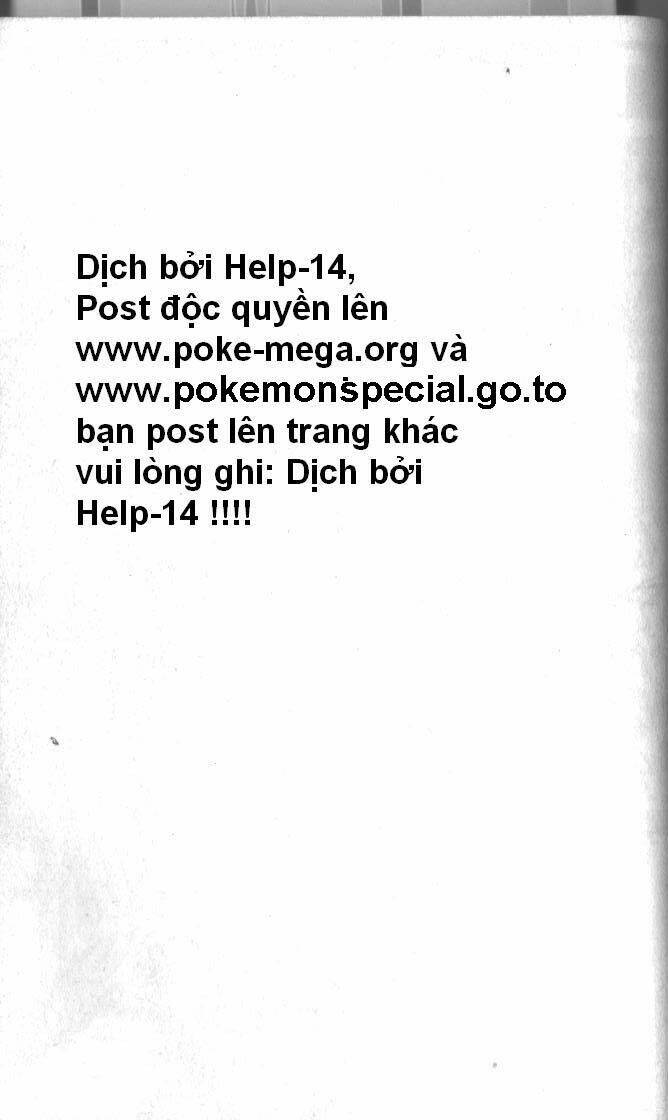 Dịch bởi Help-14,
Post độc quyền lên
www.poke-mega.org và
www.pokemonspecial.go.to
bạn post lên trang khác
vui lòng ghi: Dịch bởi
Help-14 !!!!